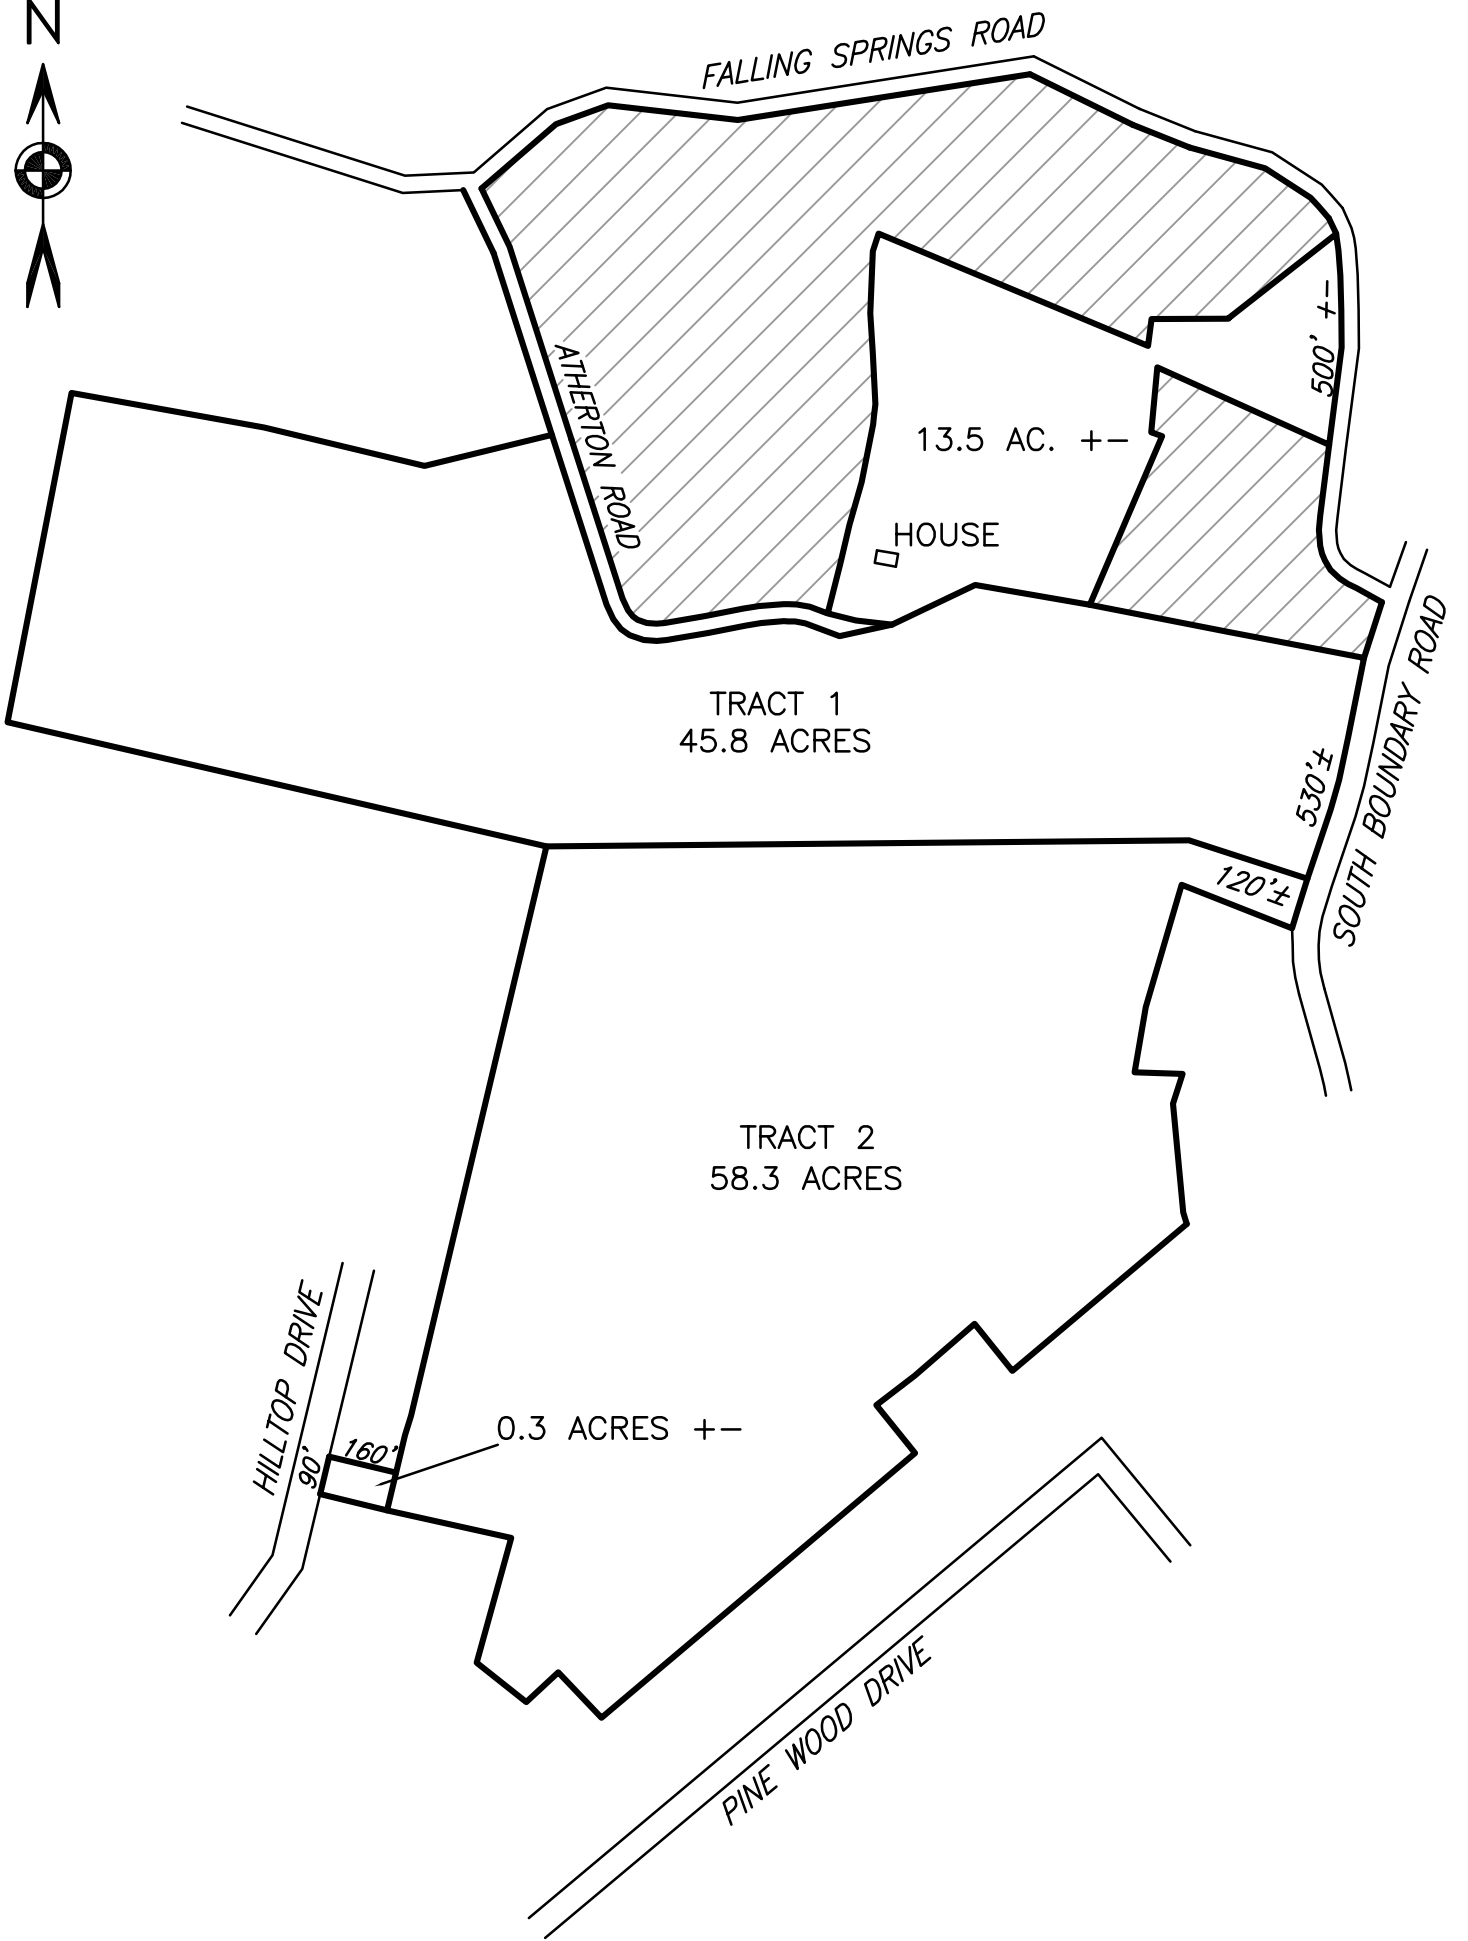 N
FALLING SPRINGS ROAD
500' +-
ATHERTON ROAD
13.5 AC. +-
HOUSE
TRACT 1
45.8 ACRES
530'±
SOUTH BOUNDARY ROAD
120'±
TRACT 2
58.3 ACRES
HILLTOP DRIVE
0.3 ACRES +-
160'
90'
PINE WOOD DRIVE